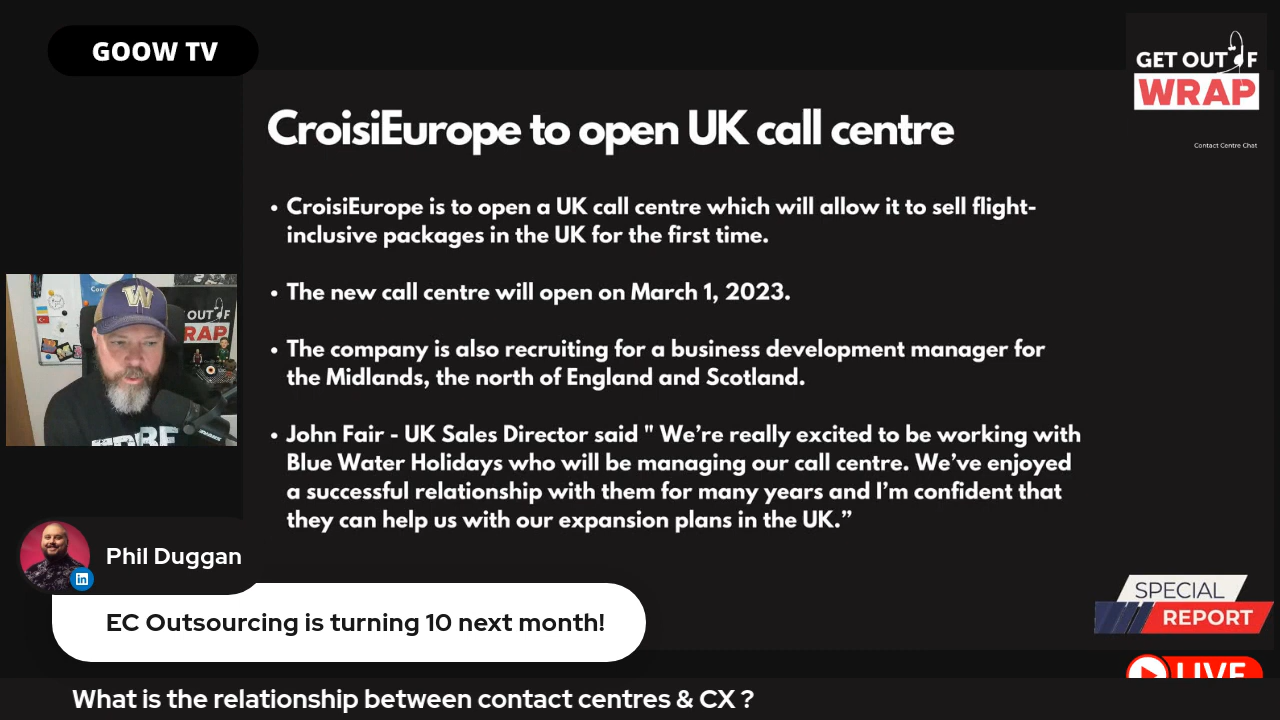 GOOW TV
GET OUT OF
WRAP
Contact Centre Chat
CroisiEurope to open UK call centre
• CroisiEurope is to open a UK call centre which will allow it to sell flight-
inclusive packages in the UK for the first time.
• The new call centre will open on March 1, 2023.
• The company is also recruiting for a business development manager for
the Midlands, the north of England and Scotland.
• John Fair - UK Sales Director said " We’re really excited to be working with
Blue Water Holidays who will be managing our call centre. We’ve enjoyed
a successful relationship with them for many years and I’m confident that
they can help us with our expansion plans in the UK.”
W
OUT OF
RAP
Phil Duggan
in
EC Outsourcing is turning 10 next month!
SPECIAL
REPORT
LIVE
What is the relationship between contact centres & CX ?